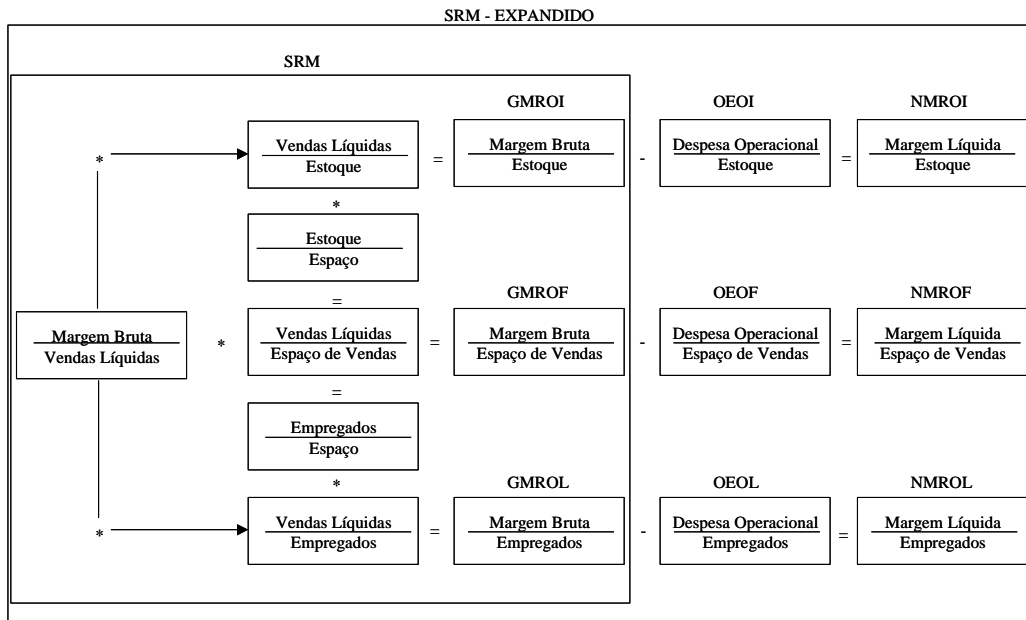 SRM - EXPANDIDO
SRM
GMROI OEOI NMROI
* Vendas Líquidas = Margem Bruta - Despesa Operacional = Margem Líquida
Estoque Estoque Estoque Estoque
*
Estoque
Espaço
=
GMROF OEOF NMROF
Margem Bruta * Vendas Líquidas = Margem Bruta - Despesa Operacional = Margem Líquida
Vendas Líquidas Espaço de Vendas Espaço de Vendas Espaço de Vendas Espaço de Vendas
=
Empregados
Espaço
*
GMROL OEOL NMROL
* Vendas Líquidas = Margem Bruta - Despesa Operacional = Margem Líquida
Empregados Empregados Empregados Empregados